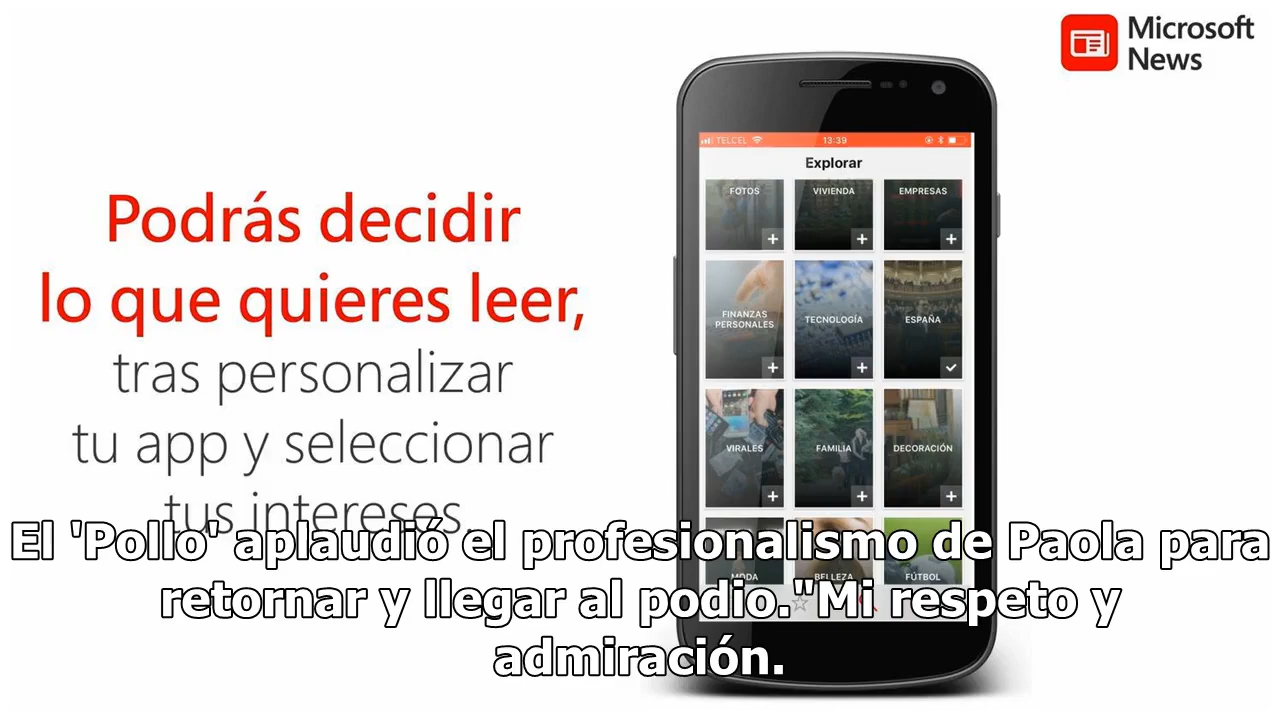 Microsoft
News
Podrás decidir
lo que quieres leer,
tras personalizar
tu app y seleccionar
tus intereses.
TELCEL 13:39
Explorar
FOTOS VIVIENDA EMPRESAS
FINANZAS
PERSONALES TECNOLOGÍA ESPAÑA
VIRALES FAMILIA DECORACIÓN
MODA BELLEZA FÚTBOL
El 'Pollo' aplaudió el profesionalismo de Paola para
retornar y llegar al podio."Mi respeto y
admiración.